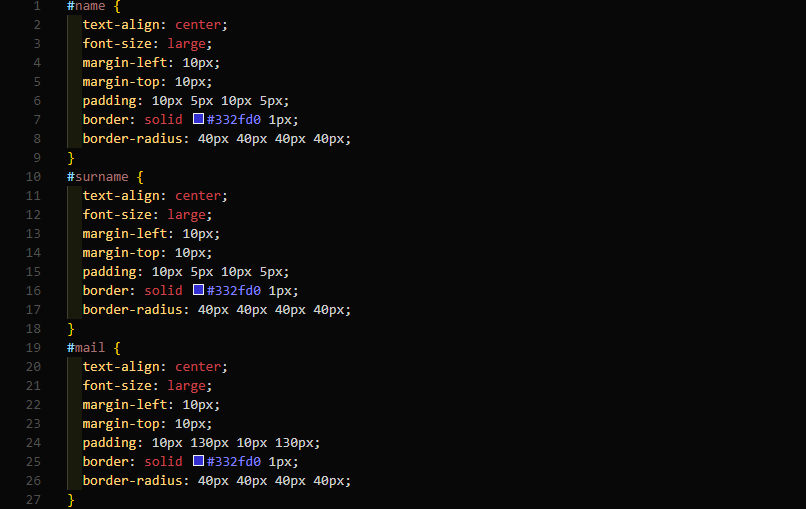 1 #name {
2 text-align: center;
3 font-size: large;
4 margin-left: 10px;
5 margin-top: 10px;
6 padding: 10px 5px 10px 5px;
7 border: solid #332fd0 1px;
8 border-radius: 40px 40px 40px 40px;
9 }
10 #surname {
11 text-align: center;
12 font-size: large;
13 margin-left: 10px;
14 margin-top: 10px;
15 padding: 10px 5px 10px 5px;
16 border: solid #332fd0 1px;
17 border-radius: 40px 40px 40px 40px;
18 }
19 #mail {
20 text-align: center;
21 font-size: large;
22 margin-left: 10px;
23 margin-top: 10px;
24 padding: 10px 130px 10px 130px;
25 border: solid #332fd0 1px;
26 border-radius: 40px 40px 40px 40px;
27 }